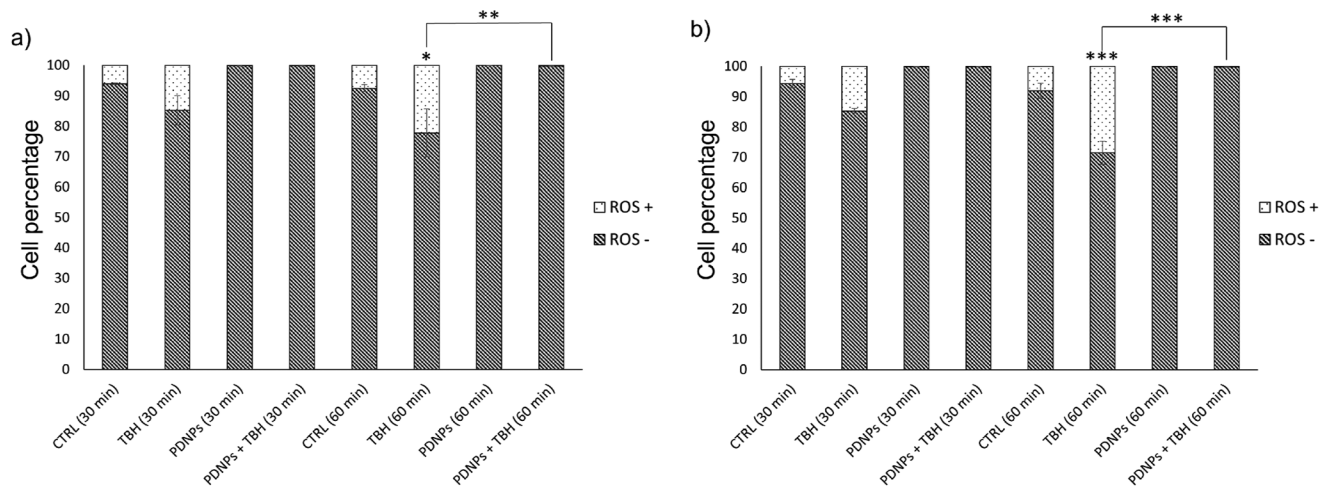 a)
**
*
Cell percentage
100
90
80
70
60
50
40
30
20
10
0
CTRL (30 min)
TBH (30 min)
PDNPs (30 min)
PDNPs + TBH (30 min)
CTRL (60 min)
TBH (60 min)
PDNPs (60 min)
PDNPs + TBH (60 min)
ROS +
ROS -
b)
***
***
Cell percentage
100
90
80
70
60
50
40
30
20
10
0
CTRL (30 min)
TBH (30 min)
PDNPs (30 min)
PDNPs + TBH (30 min)
CTRL (60 min)
TBH (60 min)
PDNPs (60 min)
PDNPs + TBH (60 min)
ROS +
ROS -